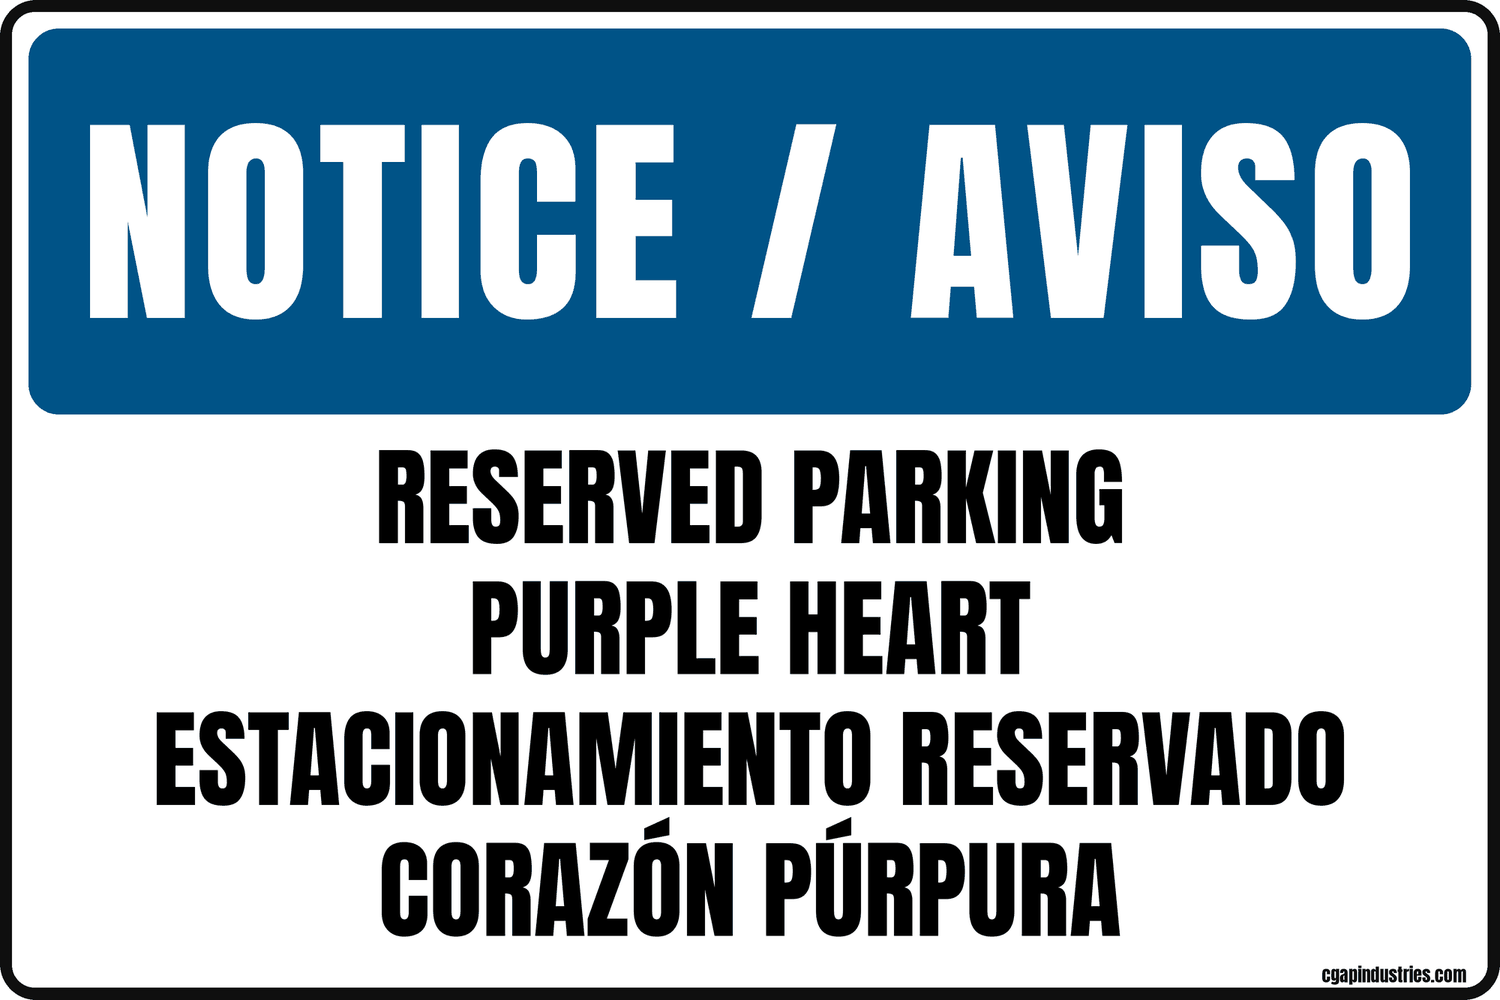 NOTICE / AVISO
RESERVED PARKING
PURPLE HEART
ESTACIONAMIENTO RESERVADO
CORAZÓN PÚRPURA
cgapindustries.com